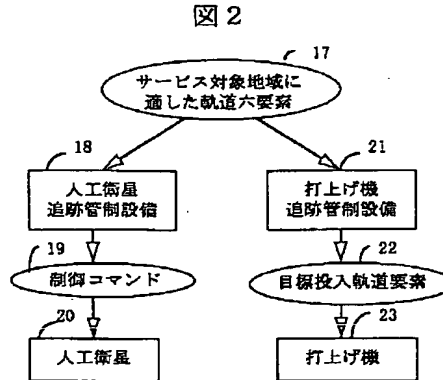 図2
17
サービス対象地域に
適した軌道六要素
18
人工衛星
追跡管制設備
21
打上げ機
追跡管制設備
19
制御コマンド
22
目標投入軌道要素
20
人工衛星
23
打上げ機